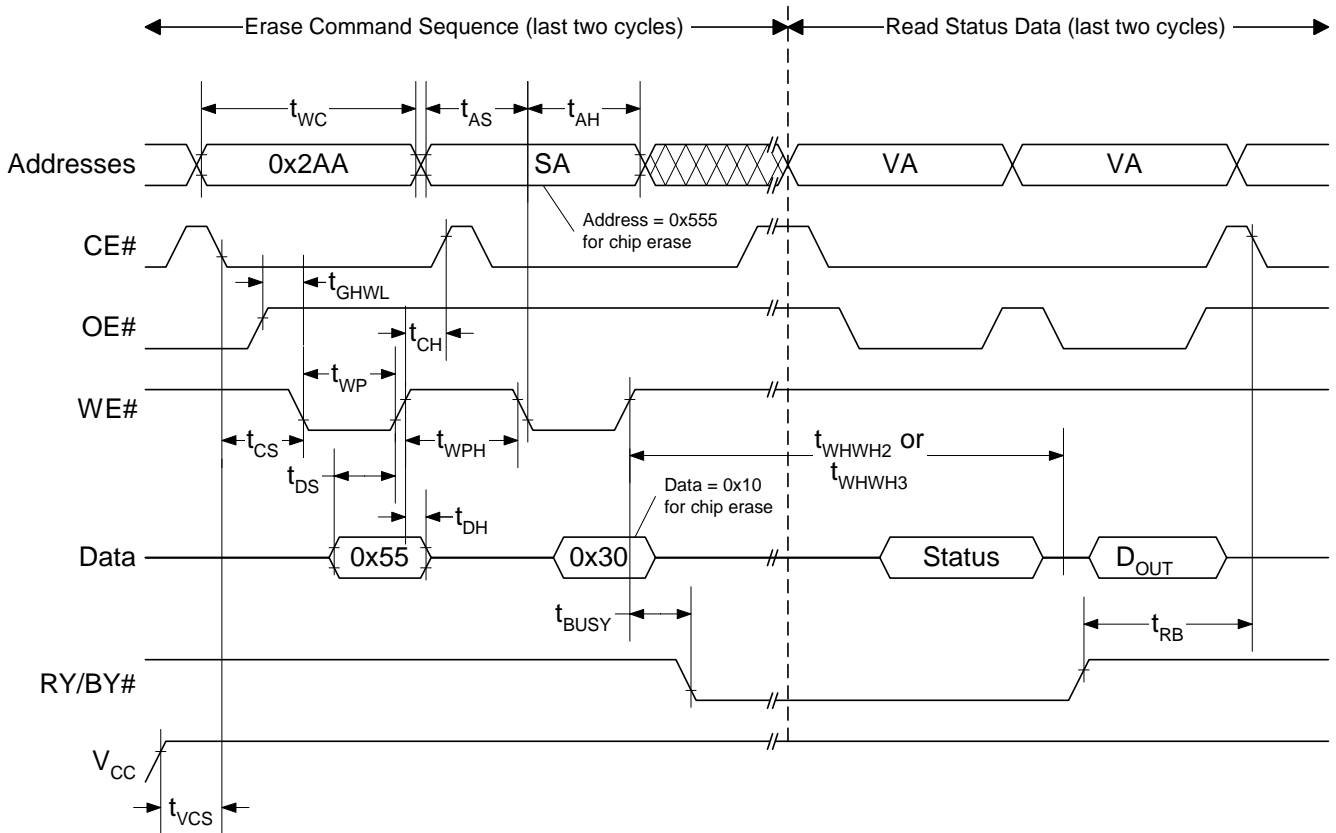 Erase Command Sequence (last two cycles)
Read Status Data (last two cycles)
tWC
tAS
tAH
Addresses
0x2AA
SA
VA
VA
Address = 0x555
for chip erase
CE#
tGHWL
OE#
tCH
tWP
WE#
tCS
tWPH
tWHWH2 or
tWHWH3
tDS
Data = 0x10
for chip erase
tDH
Data
0x55
0x30
Status
DOUT
tBUSY
tRB
RY/BY#
VCC
tVCS